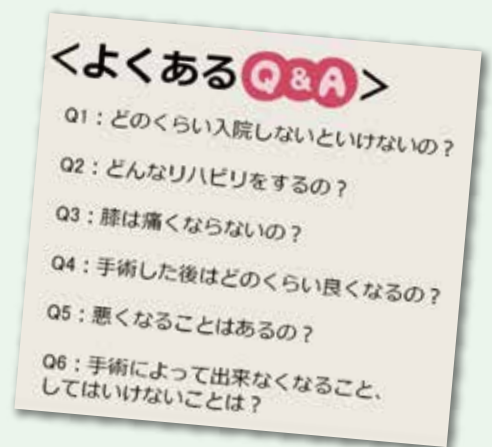 ＜よくあるQ&A＞
Q1：どのくらい入院しないといけないの？
Q2：どんなリハビリをするの？
Q3：膝は痛くならないの？
Q4：手術した後はどのくらい良くなるの？
Q5：悪くなることはあるの？
Q6：手術によって出来なくなること、
してはいけないことは？